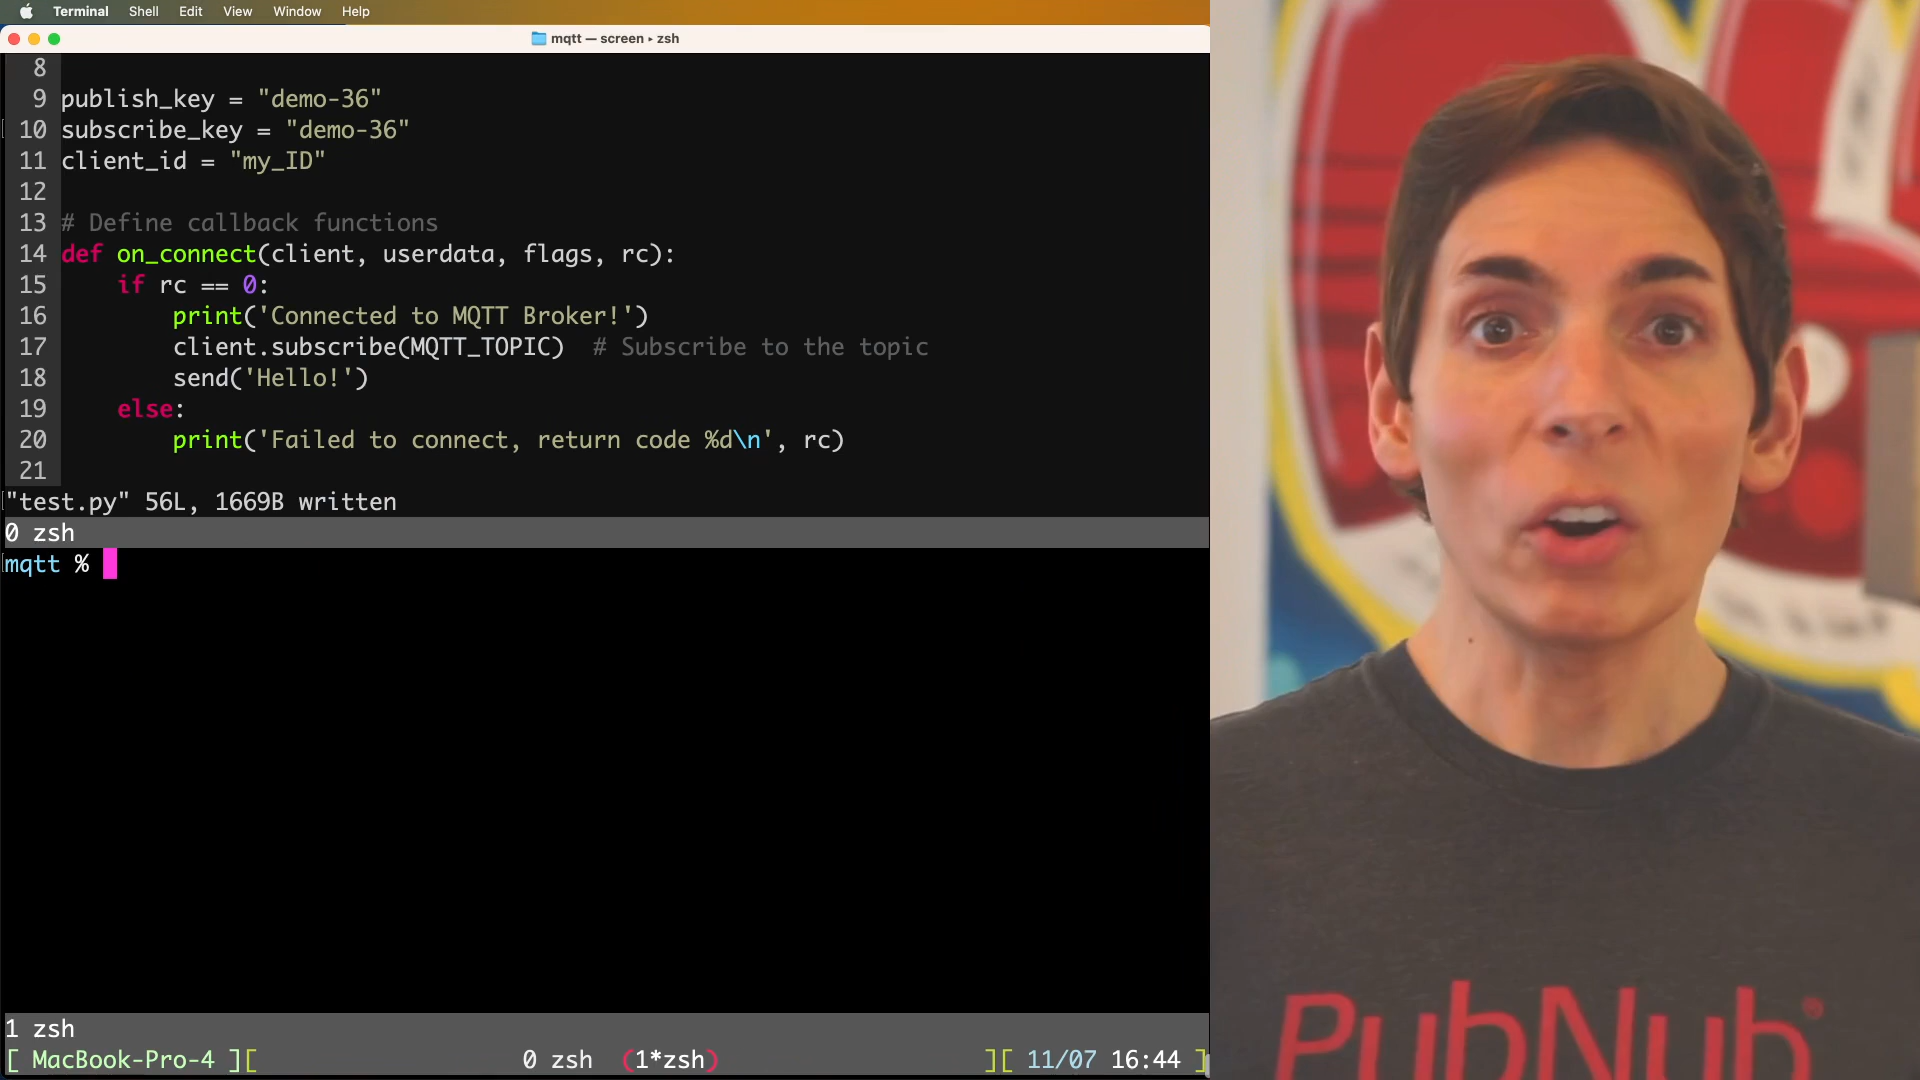 Terminal Shell Edit View Window Help
mqtt — screen ▸ zsh
8
9 publish_key = "demo-36"
10 subscribe_key = "demo-36"
11 client_id = "my_ID"
12
13 # Define callback functions
14 def on_connect(client, userdata, flags, rc):
15     if rc == 0:
16         print('Connected to MQTT Broker!')
17         client.subscribe(MQTT_TOPIC)  # Subscribe to the topic
18         send('Hello!')
19     else:
20         print('Failed to connect, return code %d\n', rc)
21
"test.py" 56L, 1669B written
0 zsh
mqtt %
1 zsh
[ MacBook-Pro-4 ][ 0 zsh (1*zsh) ][ 11/07 16:44 ]
PubNub®